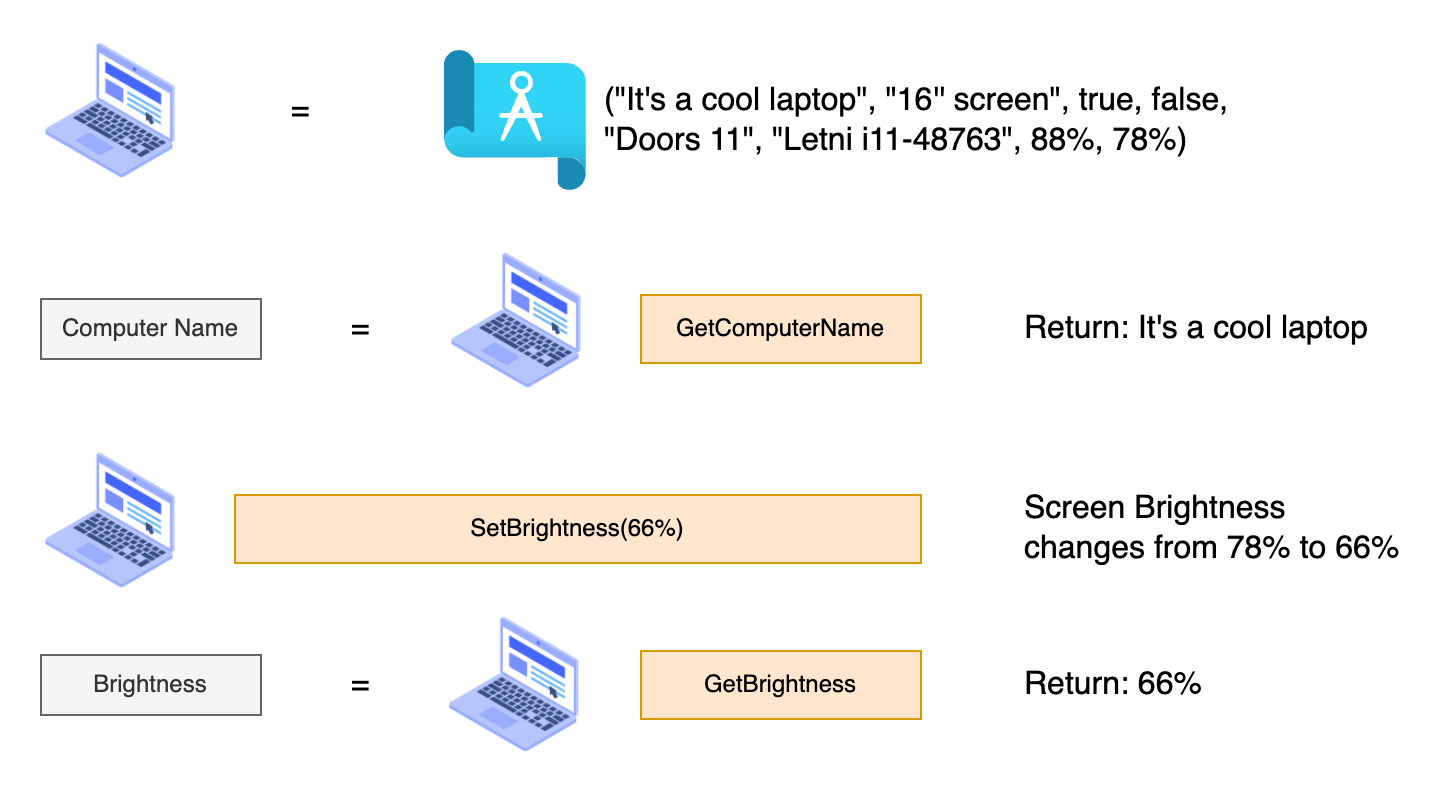 =
("It's a cool laptop", "16" screen", true, false,
"Doors 11", "Letni i11-48763", 88%, 78%)
Computer Name
=
GetComputerName
Return: It's a cool laptop
SetBrightness(66%)
Screen Brightness
changes from 78% to 66%
Brightness
=
GetBrightness
Return: 66%